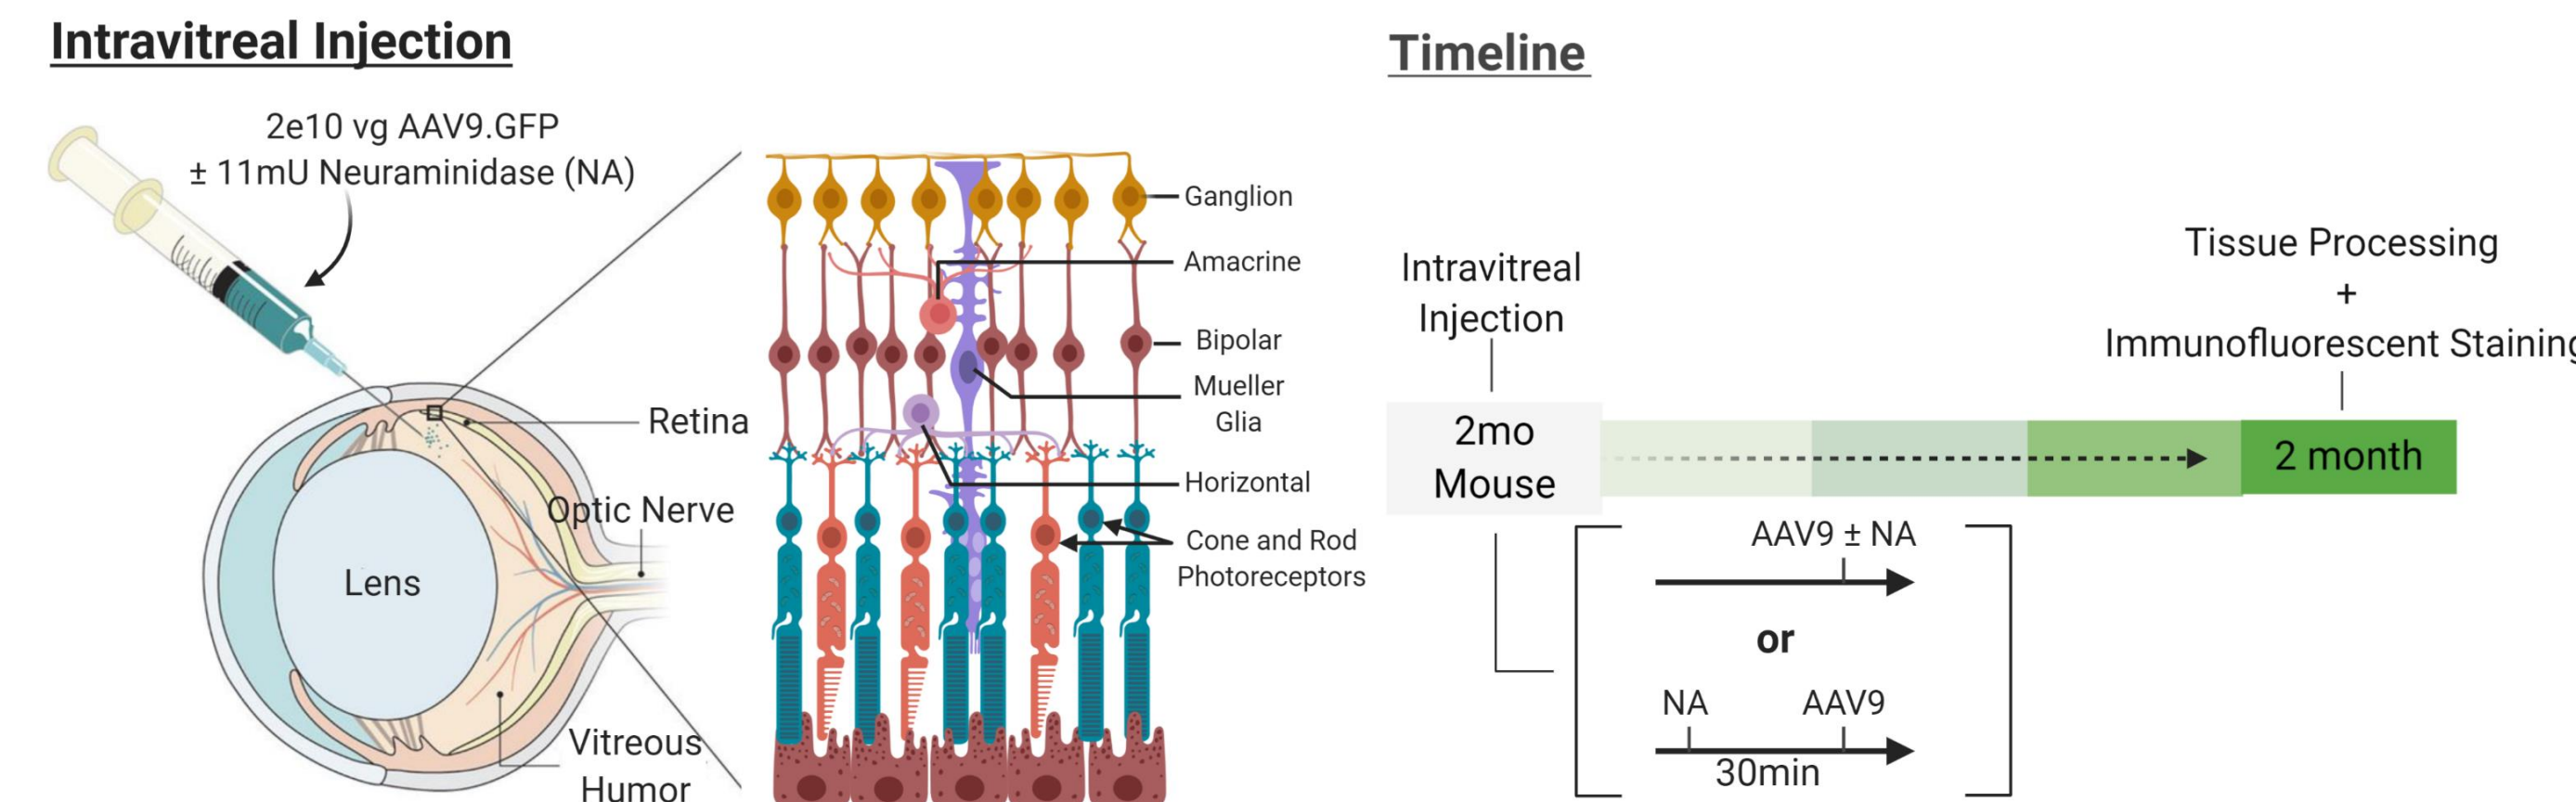 Intravitreal Injection
2e10 vg AAV9.GFP
± 11mU Neuraminidase (NA)
Retina
Optic Nerve
Lens
Vitreous
Humor
Ganglion
Amacrine
Bipolar
Mueller
Glia
Horizontal
Cone and Rod
Photoreceptors
Timeline
Intravitreal
Injection
2mo
Mouse
Tissue Processing
+
Immunofluorescent Staining
2 month
AAV9 ± NA
or
NA AAV9
30min